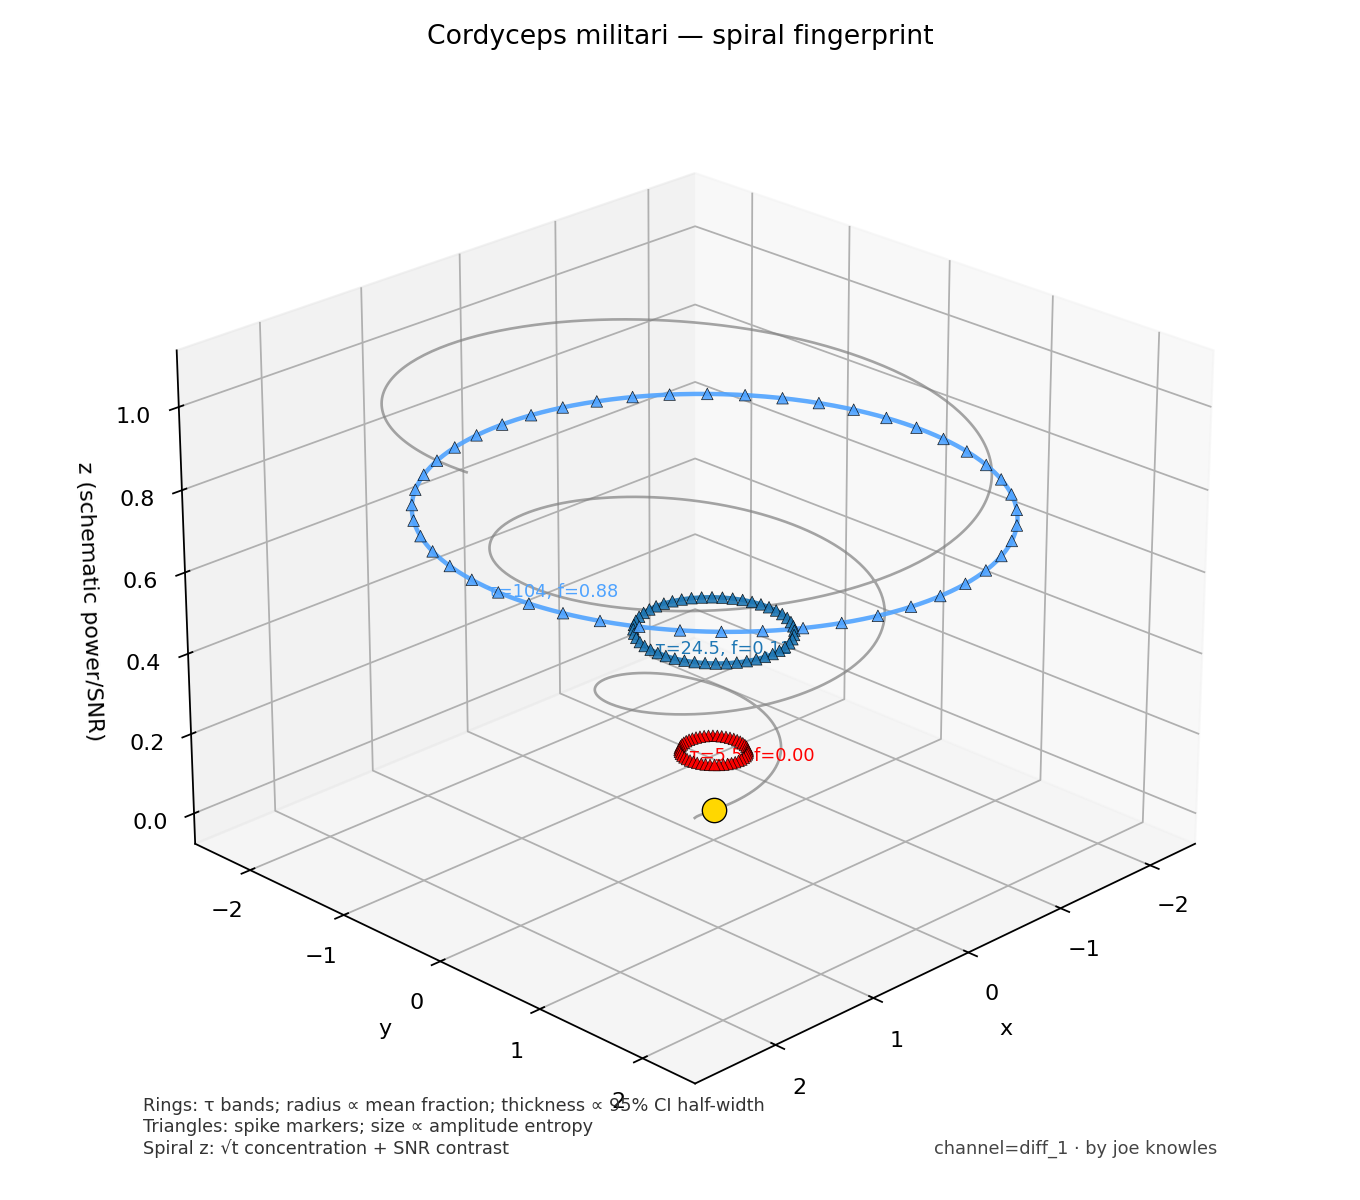 Cordyceps militari — spiral fingerprint
1.0
0.8
0.6
0.4
0.2
0.0
z (schematic power/SNR)
=104, f=0.88
τ=24.5, f=0.1
τ=5.5, f=0.00
−2
−1
0
1
2
y
−2
−1
0
1
2
x
Rings: τ bands; radius ∝ mean fraction; thickness ∝ 95% CI half-width
Triangles: spike markers; size ∝ amplitude entropy
Spiral z: √t concentration + SNR contrast
channel=diff_1 · by joe knowles